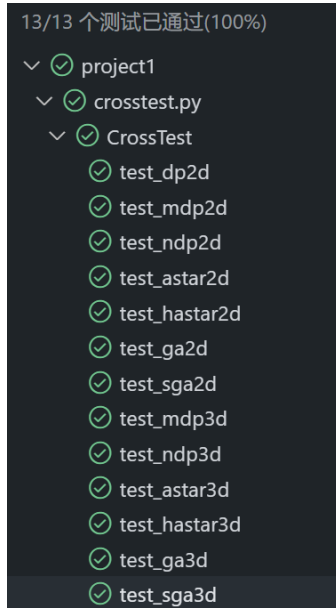 13/13 个测试已通过(100%)
project1
crosstest.py
CrossTest
test_dp2d
test_mdp2d
test_ndp2d
test_astar2d
test_hastar2d
test_ga2d
test_sga2d
test_mdp3d
test_ndp3d
test_astar3d
test_hastar3d
test_ga3d
test_sga3d